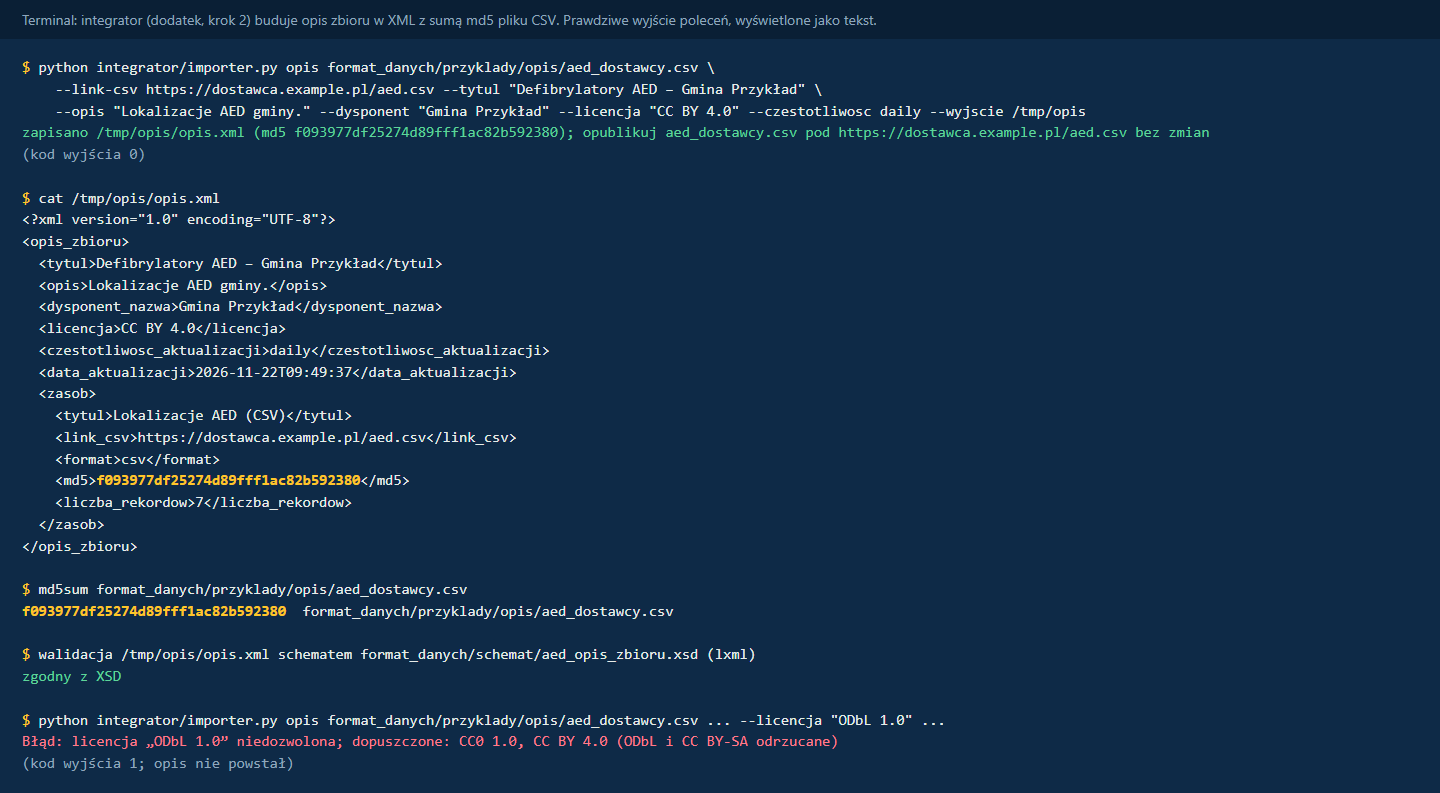 Terminal: integrator (dodatek, krok 2) buduje opis zbioru w XML z sumą md5 pliku CSV. Prawdziwe wyjście poleceń, wyświetlone jako tekst.
$ python integrator/importer.py opis format_danych/przyklady/opis/aed_dostawcy.csv \
    --link-csv https://dostawca.example.pl/aed.csv --tytul "Defibrylatory AED – Gmina Przykład" \
    --opis "Lokalizacje AED gminy." --dysponent "Gmina Przykład" --licencja "CC BY 4.0" --czestotliwosc daily --wyjscie /tmp/opis
zapisano /tmp/opis/opis.xml (md5 f093977df25274d89fff1ac82b592380); opublikuj aed_dostawcy.csv pod https://dostawca.example.pl/aed.csv bez zmian
(kod wyjścia 0)
$ cat /tmp/opis/opis.xml
<?xml version="1.0" encoding="UTF-8"?>
<opis_zbioru>
  <tytul>Defibrylatory AED – Gmina Przykład</tytul>
  <opis>Lokalizacje AED gminy.</opis>
  <dysponent_nazwa>Gmina Przykład</dysponent_nazwa>
  <licencja>CC BY 4.0</licencja>
  <czestotliwosc_aktualizacji>daily</czestotliwosc_aktualizacji>
  <data_aktualizacji>2026-11-22T09:49:37</data_aktualizacji>
  <zasob>
    <tytul>Lokalizacje AED (CSV)</tytul>
    <link_csv>https://dostawca.example.pl/aed.csv</link_csv>
    <format>csv</format>
    <md5>f093977df25274d89fff1ac82b592380</md5>
    <liczba_rekordow>7</liczba_rekordow>
  </zasob>
</opis_zbioru>
$ md5sum format_danych/przyklady/opis/aed_dostawcy.csv
f093977df25274d89fff1ac82b592380  format_danych/przyklady/opis/aed_dostawcy.csv
$ walidacja /tmp/opis/opis.xml schematem format_danych/schemat/aed_opis_zbioru.xsd (lxml)
zgodny z XSD
$ python integrator/importer.py opis format_danych/przyklady/opis/aed_dostawcy.csv ... --licencja "ODbL 1.0" ...
Błąd: licencja „ODbL 1.0” niedozwolona; dopuszczone: CC0 1.0, CC BY 4.0 (ODbL i CC BY-SA odrzucane)
(kod wyjścia 1; opis nie powstał)